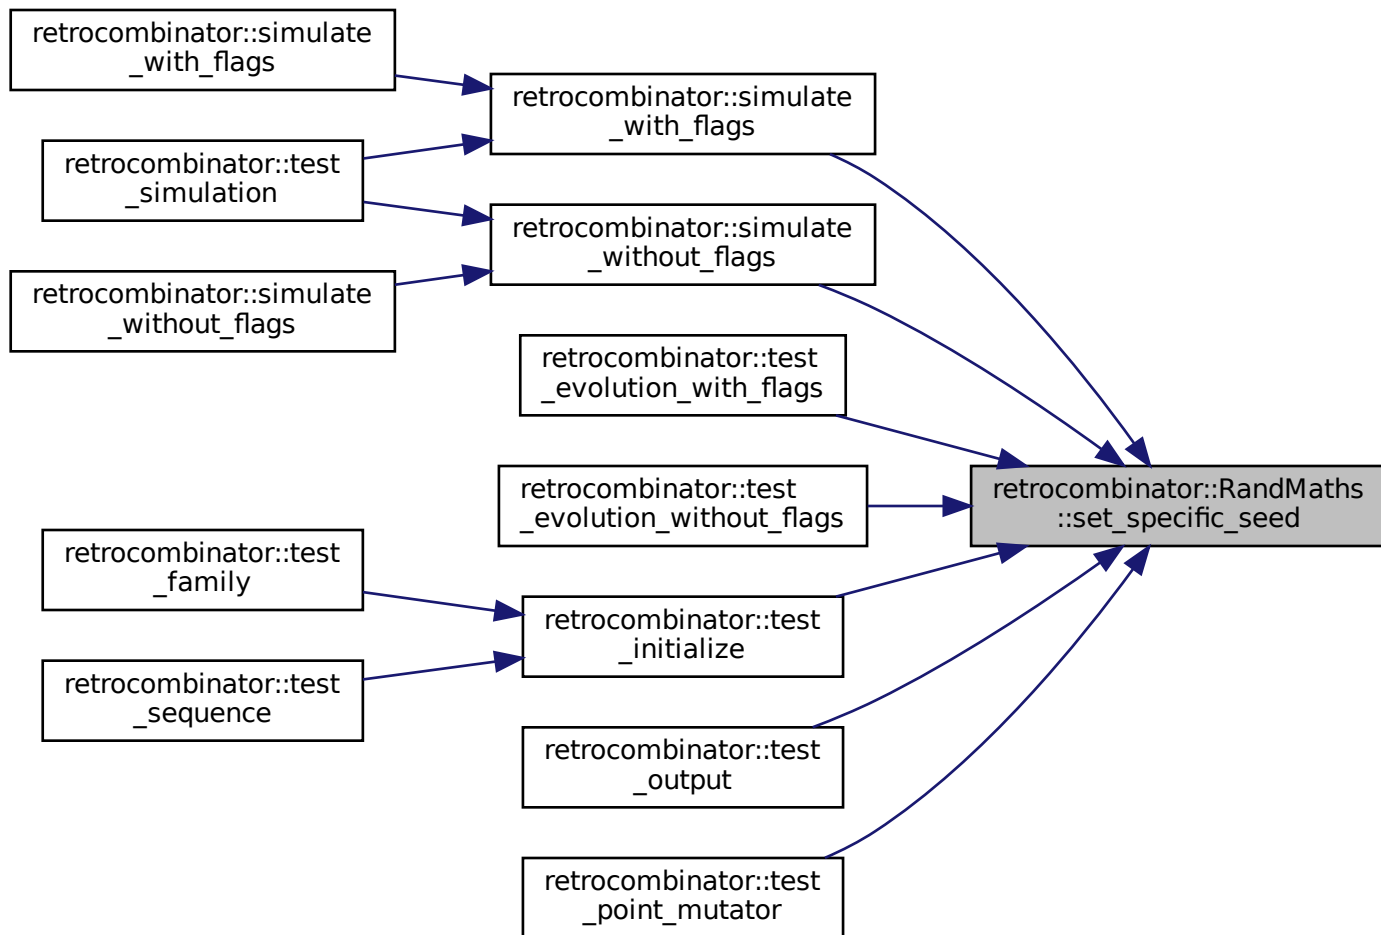 retrocombinator::simulate
_with_flags
retrocombinator::simulate
_with_flags
retrocombinator::test
_simulation
retrocombinator::simulate
_without_flags
retrocombinator::simulate
_without_flags
retrocombinator::test
_evolution_with_flags
retrocombinator::test
_evolution_without_flags
retrocombinator::RandMaths
::set_specific_seed
retrocombinator::test
_family
retrocombinator::test
_initialize
retrocombinator::test
_sequence
retrocombinator::test
_output
retrocombinator::test
_point_mutator